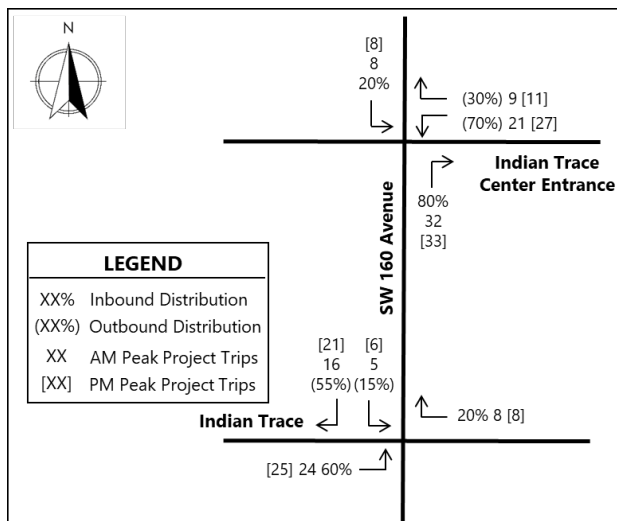 N
[8]
8
20%
(30%) 9 [11]
(70%) 21 [27]
Indian Trace
Center Entrance
80%
32
[33]
SW 160 Avenue
LEGEND
XX% Inbound Distribution
(XX%) Outbound Distribution
XX AM Peak Project Trips
[XX] PM Peak Project Trips
[21] [6]
16 5
(55%) (15%)
Indian Trace
20% 8 [8]
[25] 24 60%